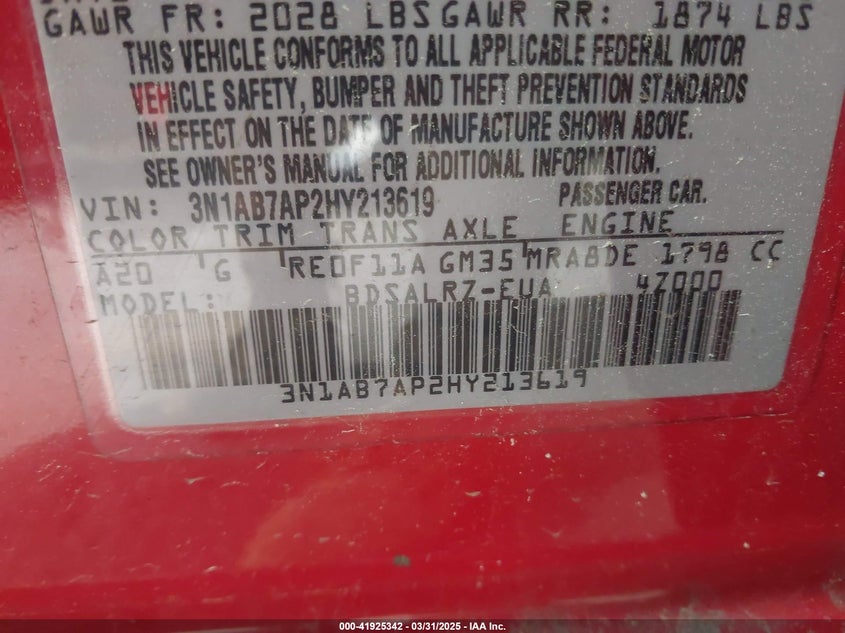 GAWR FR: 2028 LBS GAWR RR: 1874 LBS
THIS VEHICLE CONFORMS TO ALL APPLICABLE FEDERAL MOTOR
VEHICLE SAFETY, BUMPER AND THEFT PREVENTION STANDARDS
IN EFFECT ON THE DATE OF MANUFACTURE SHOWN ABOVE.
SEE OWNER'S MANUAL FOR ADDITIONAL INFORMATION.
VIN: 3N1AB7AP2HY213619 PASSENGER CAR.
COLOR TRIM TRANS AXLE ENGINE
A20 G RE0F11A GM35 MRA8DE 1798 CC
MODEL: BDSALRZ-EUA 4Z000
3N1AB7AP2HY213619
000-41925342 | 03/31/2025 - IAA Inc.